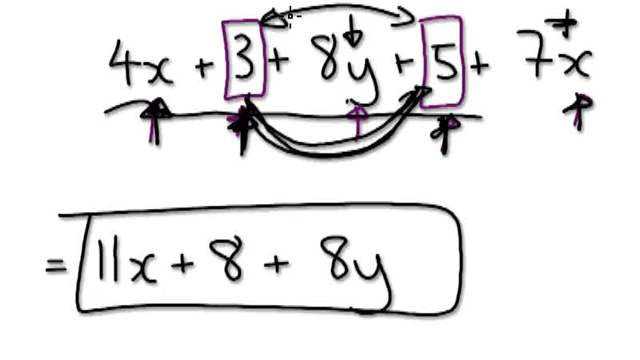 4x + 3 + 8y + 5 + 7x
= 11x + 8 + 8y